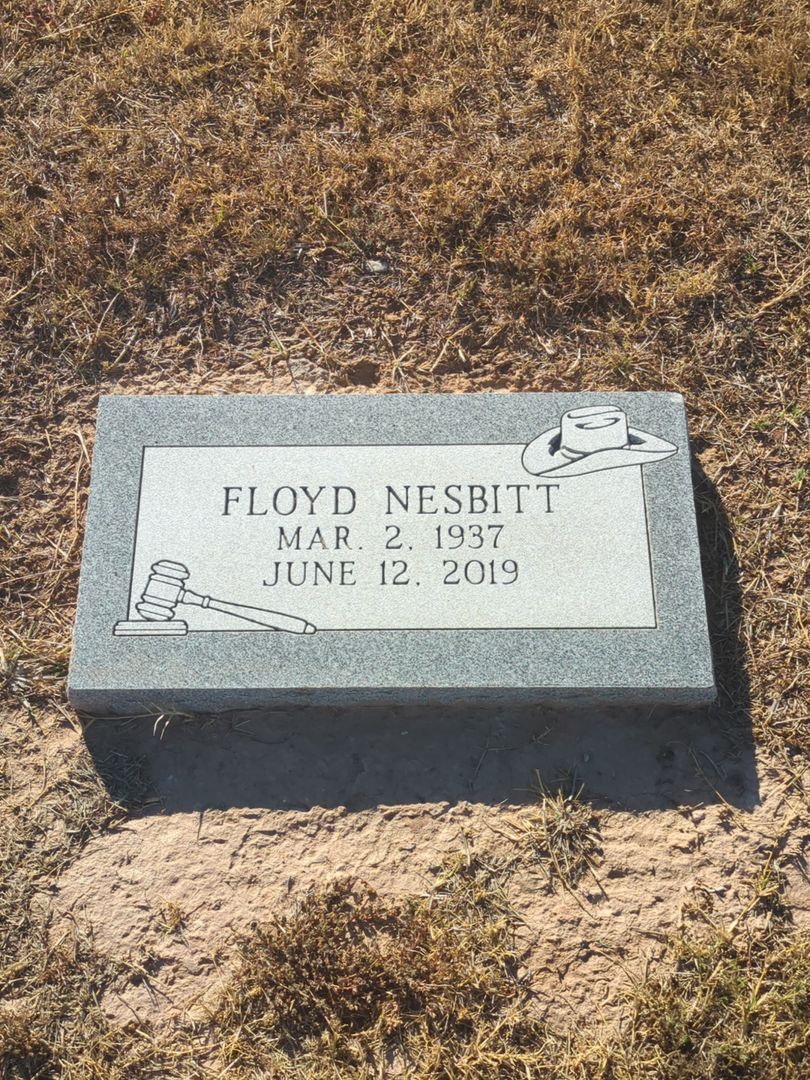 FLOYD NESBITT
MAR. 2, 1937
JUNE 12, 2019